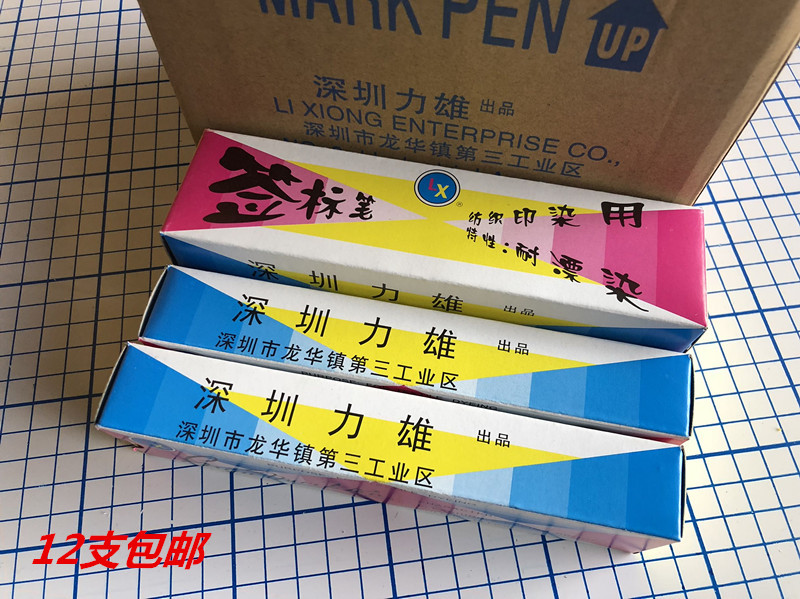 MARK PEN
UP
深圳力雄 出品
LI XIONG ENTERPRISE CO.,
深圳市龙华镇第三工业区
签标笔
LX
®
纺织印染用
特性:耐漂染
深圳力雄 出品
深圳力雄 出品
深圳市龙华镇第三工业区
深圳力雄 出品
深圳市龙华镇第三工业区
12支包邮